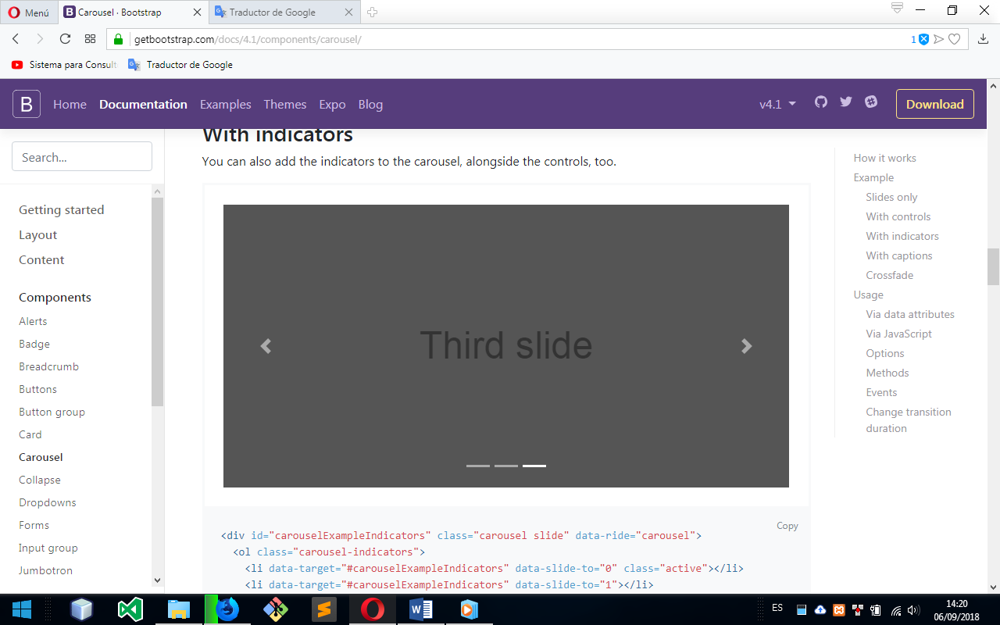 Menú
Carousel · Bootstrap
Traductor de Google
getbootstrap.com/docs/4.1/components/carousel/
1
Sistema para Consult
Traductor de Google
B
Home
Documentation
Examples
Themes
Expo
Blog
v4.1
Download
Search...
Getting started
Layout
Content
Components
Alerts
Badge
Breadcrumb
Buttons
Button group
Card
Carousel
Collapse
Dropdowns
Forms
Input group
Jumbotron
With indicators
You can also add the indicators to the carousel, alongside the controls, too.
Third slide
Copy
<div id="carouselExampleIndicators" class="carousel slide" data-ride="carousel">
<ol class="carousel-indicators">
<li data-target="#carouselExampleIndicators" data-slide-to="0" class="active"></li>
<li data-target="#carouselExampleIndicators" data-slide-to="1"></li>
How it works
Example
Slides only
With controls
With indicators
With captions
Crossfade
Usage
Via data attributes
Via JavaScript
Options
Methods
Events
Change transition
duration
ES
14:20
06/09/2018